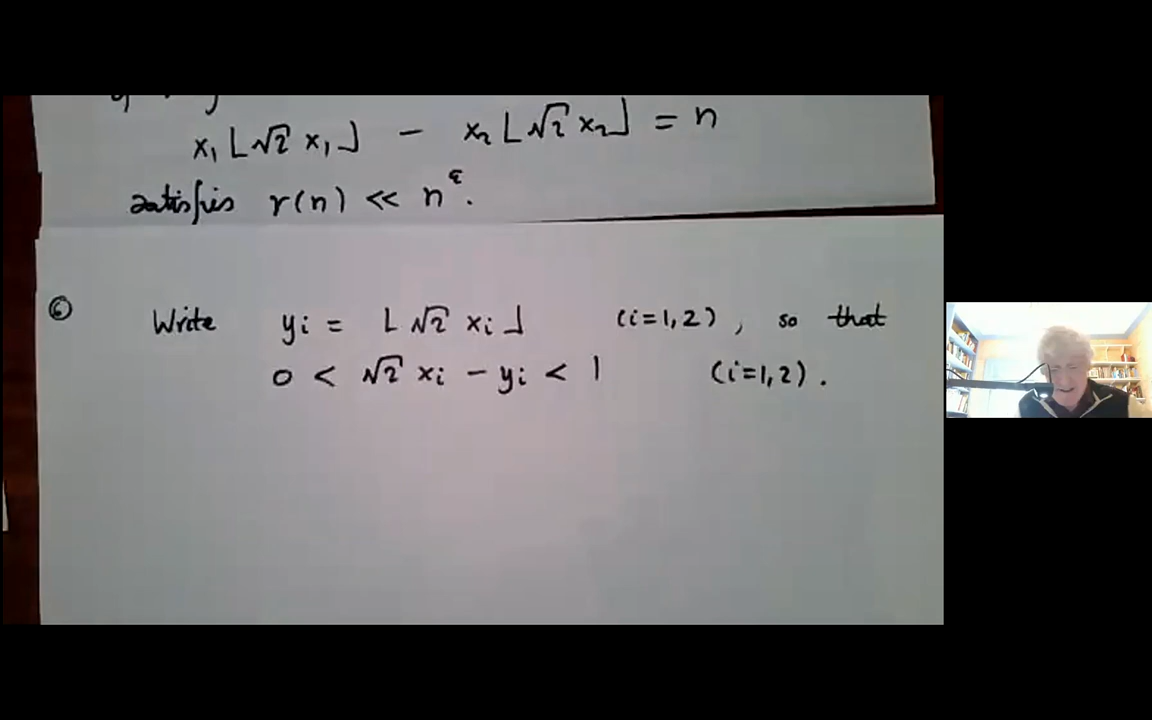 x₁ ⌊√2 x₁⌋ − x₂ ⌊√2 x₂⌋ = n
satisfies r(n) << n^ε.
⑥ Write yᵢ = ⌊√2 xᵢ⌋ (i=1,2), so that
0 < √2 xᵢ − yᵢ < 1 (i=1,2).